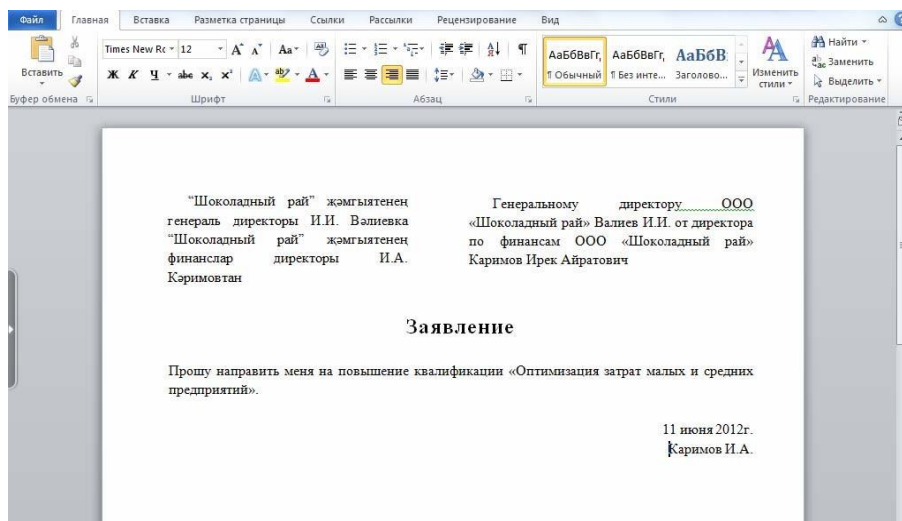 Файл Главная Вставка Разметка страницы Ссылки Рассылки Рецензирование Вид
Times New Rc 12 Найти
Вставить Заменить
Ж К Ч abc x₂ x² АаБбВвГг, АаБбВвГг, АаБбВ Изменить стили Выделить
¶ Обычный ¶ Без инте... Заголово...
Буфер обмена Шрифт Абзац Стили Редактирование
“Шоколадный рай” җәмгыятенең
генераль директоры И.И. Вәлиевка
“Шоколадный рай” җәмгыятенең
финанслар директоры И.А.
Кәримовтан
Генеральному директору ООО
«Шоколадный рай» Валиев И.И. от директора
по финансам ООО «Шоколадный рай»
Каримов Ирек Айратович
Заявление
Прошу направить меня на повышение квалификации «Оптимизация затрат малых и средних
предприятий».
11 июня 2012г.
Каримов И.А.